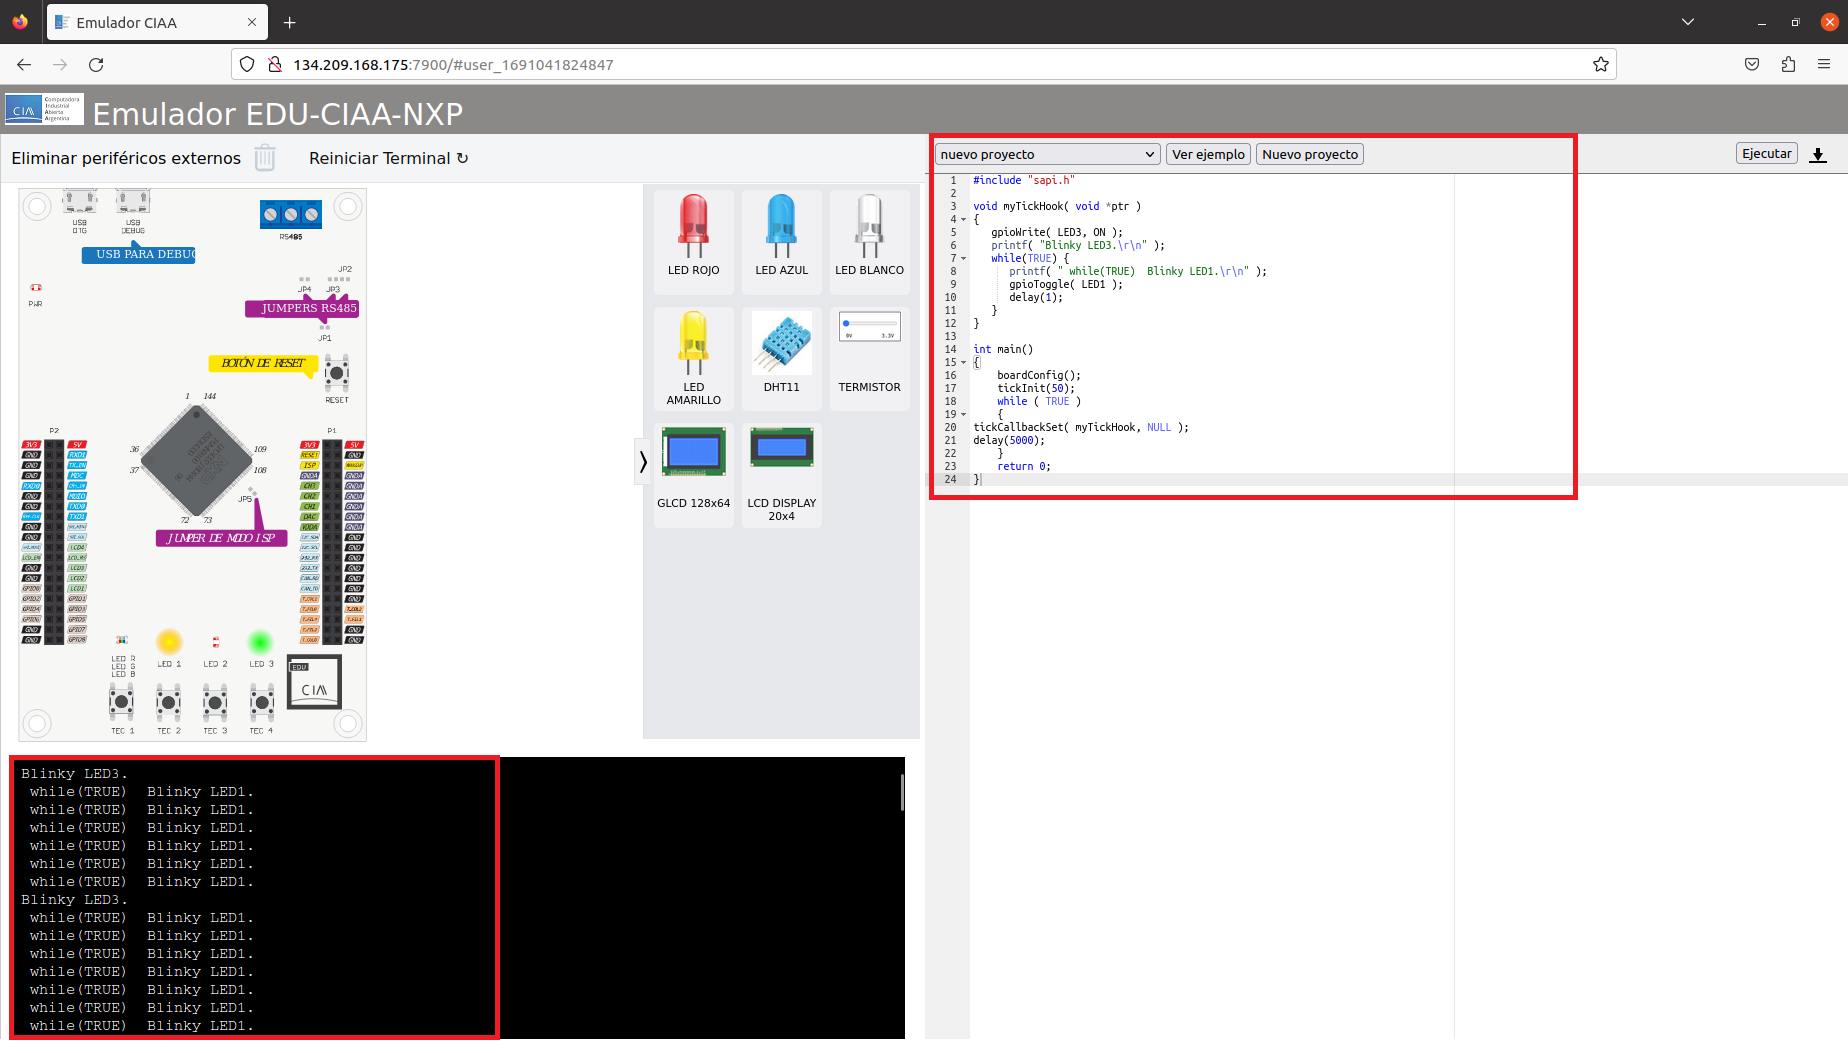 Emulador CIAA
134.209.168.175:7900/#user_1691041824847
CIAA
Computadora
Industrial
Abierta
Argentina
Emulador EDU-CIAA-NXP
Eliminar periféricos externos
Reiniciar Terminal ↻
nuevo proyecto
Ver ejemplo
Nuevo proyecto
Ejecutar
USB
OTG
USB
DEBUG
USB PARA DEBUG
RS485
JP2
JP4
JP3
PWR
JUMPERS RS485
JP1
BOTÓN DE RESET
RESET
1
144
36
109
37
108
72
73
JP5
JUMPER DE MODO ISP
P2
P1
LED R
LED G
LED B
LED 1
LED 2
LED 3
EDU
CIAA
TEC 1
TEC 2
TEC 3
TEC 4
LED ROJO
LED AZUL
LED BLANCO
LED
AMARILLO
DHT11
0V
3.3V
TERMISTOR
GLCD 128x64
LCD DISPLAY
20x4
1 #include "sapi.h"
2
3 void myTickHook( void *ptr )
4 {
5 gpioWrite( LED3, ON );
6 printf( "Blinky LED3.\r\n" );
7 while(TRUE) {
8 printf( " while(TRUE)  Blinky LED1.\r\n" );
9 gpioToggle( LED1 );
10 delay(1);
11 }
12 }
13
14 int main()
15 {
16 boardConfig();
17 tickInit(50);
18 while ( TRUE )
19 {
20 tickCallbackSet( myTickHook, NULL );
21 delay(5000);
22 }
23 return 0;
24 }
Blinky LED3.
while(TRUE)  Blinky LED1.
while(TRUE)  Blinky LED1.
while(TRUE)  Blinky LED1.
while(TRUE)  Blinky LED1.
while(TRUE)  Blinky LED1.
while(TRUE)  Blinky LED1.
Blinky LED3.
while(TRUE)  Blinky LED1.
while(TRUE)  Blinky LED1.
while(TRUE)  Blinky LED1.
while(TRUE)  Blinky LED1.
while(TRUE)  Blinky LED1.
while(TRUE)  Blinky LED1.
while(TRUE)  Blinky LED1.